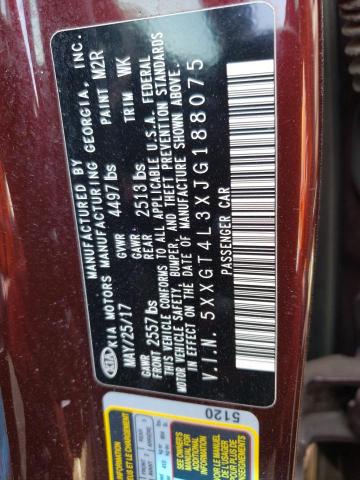 MANUFACTURED BY
KIA KIA MOTORS MANUFACTURING GEORGIA, INC.
MAY/25/17 GVWR 4497 lbs PAINT M2R
GAWR FRONT 2557 lbs GAWR REAR 2513 lbs TRIM WK
THIS VEHICLE CONFORMS TO ALL APPLICABLE U.S.A. FEDERAL
MOTOR VEHICLE SAFETY, BUMPER, AND THEFT PREVENTION STANDARDS
IN EFFECT ON THE DATE OF MANUFACTURE SHOWN ABOVE.
V.I.N. 5XXGT4L3XJG188075
PASSENGER CAR
5120